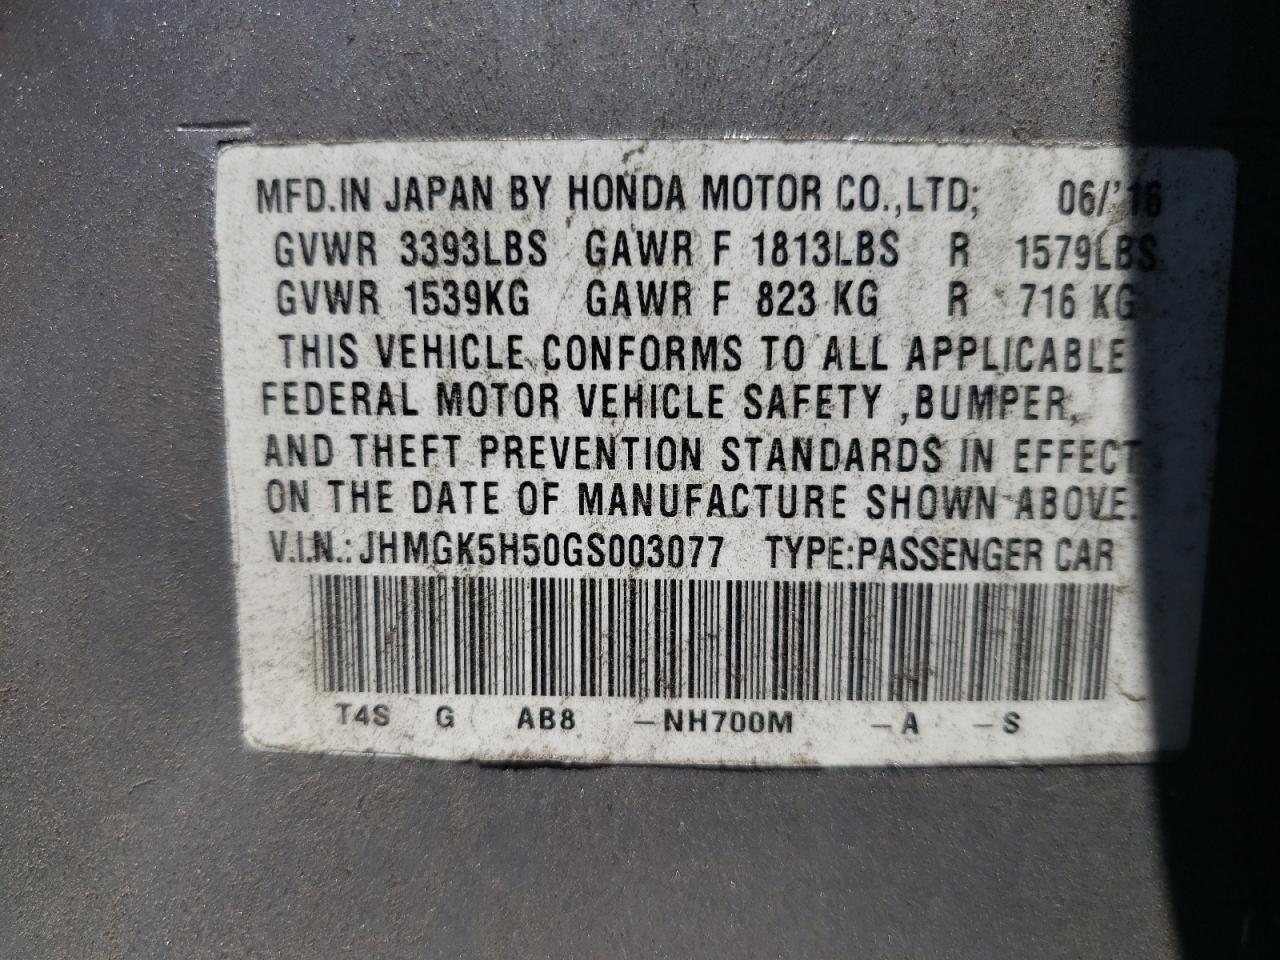 MFD.IN JAPAN BY HONDA MOTOR CO.,LTD; 06/'16
GVWR 3393LBS GAWR F 1813LBS R 1579LBS
GVWR 1539KG GAWR F 823 KG R 716 KG
THIS VEHICLE CONFORMS TO ALL APPLICABLE
FEDERAL MOTOR VEHICLE SAFETY ,BUMPER,
AND THEFT PREVENTION STANDARDS IN EFFECT
ON THE DATE OF MANUFACTURE SHOWN ABOVE.
V.I.N.: JHMGK5H50GS003077 TYPE:PASSENGER CAR
T4S G AB8 -NH700M -A -S